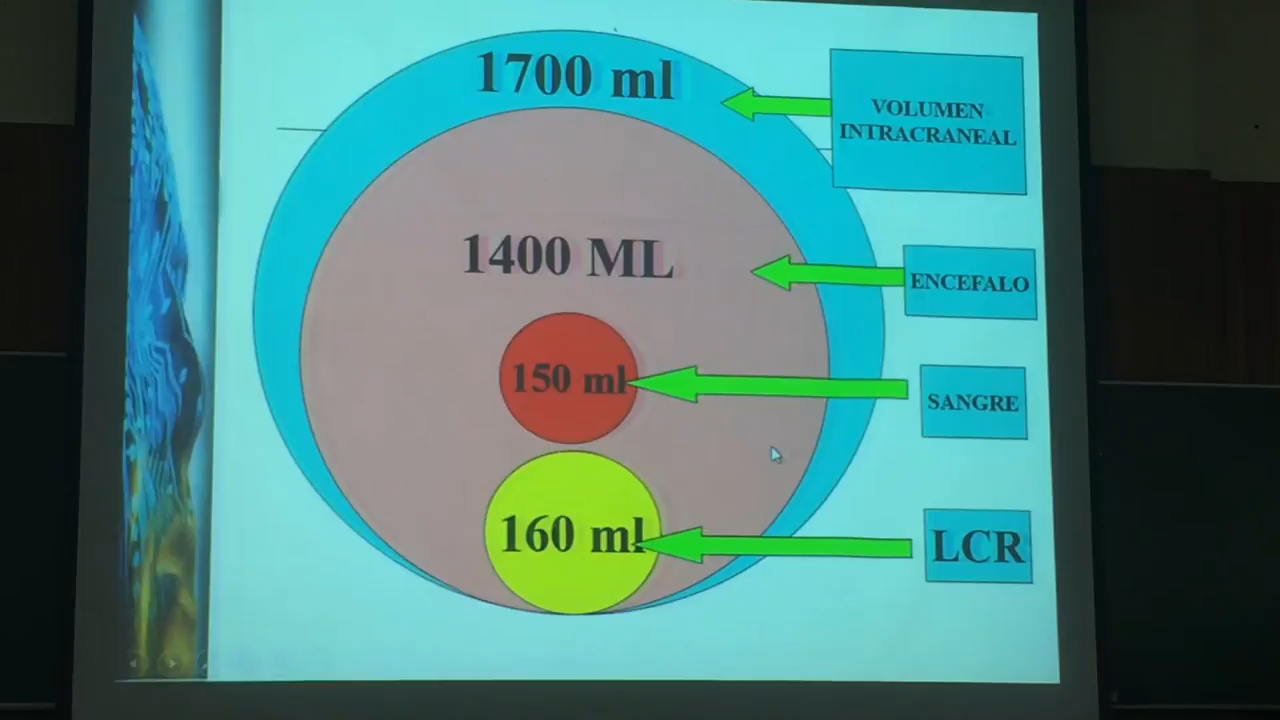 1700 ml
VOLUMEN
INTRACRANEAL
1400 ML
ENCEFALO
150 ml
SANGRE
160 ml
LCR